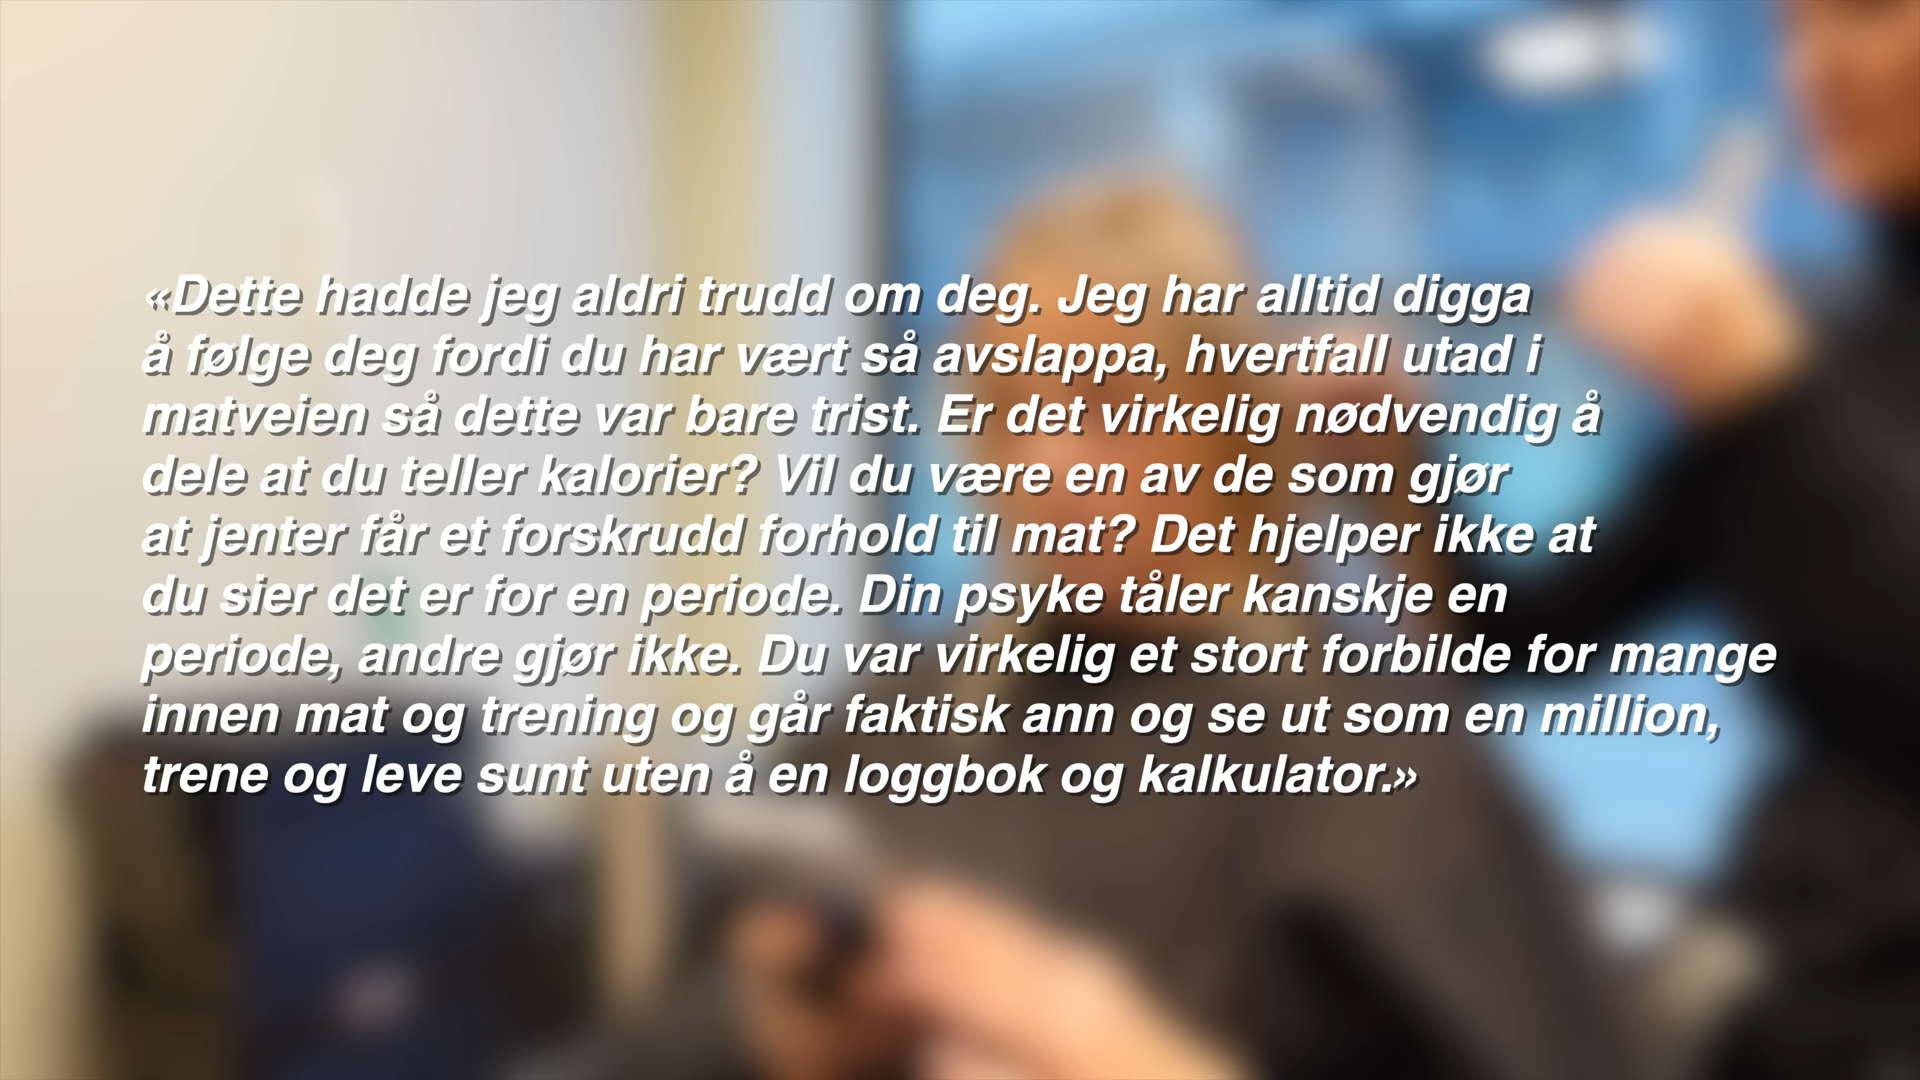 «Dette hadde jeg aldri trudd om deg. Jeg har alltid digga
å følge deg fordi du har vært så avslappa, hvertfall utad i
matveien så dette var bare trist. Er det virkelig nødvendig å
dele at du teller kalorier? Vil du være en av de som gjør
at jenter får et forskrudd forhold til mat? Det hjelper ikke at
du sier det er for en periode. Din psyke tåler kanskje en
periode, andre gjør ikke. Du var virkelig et stort forbilde for mange
innen mat og trening og går faktisk ann og se ut som en million,
trene og leve sunt uten å en loggbok og kalkulator.»